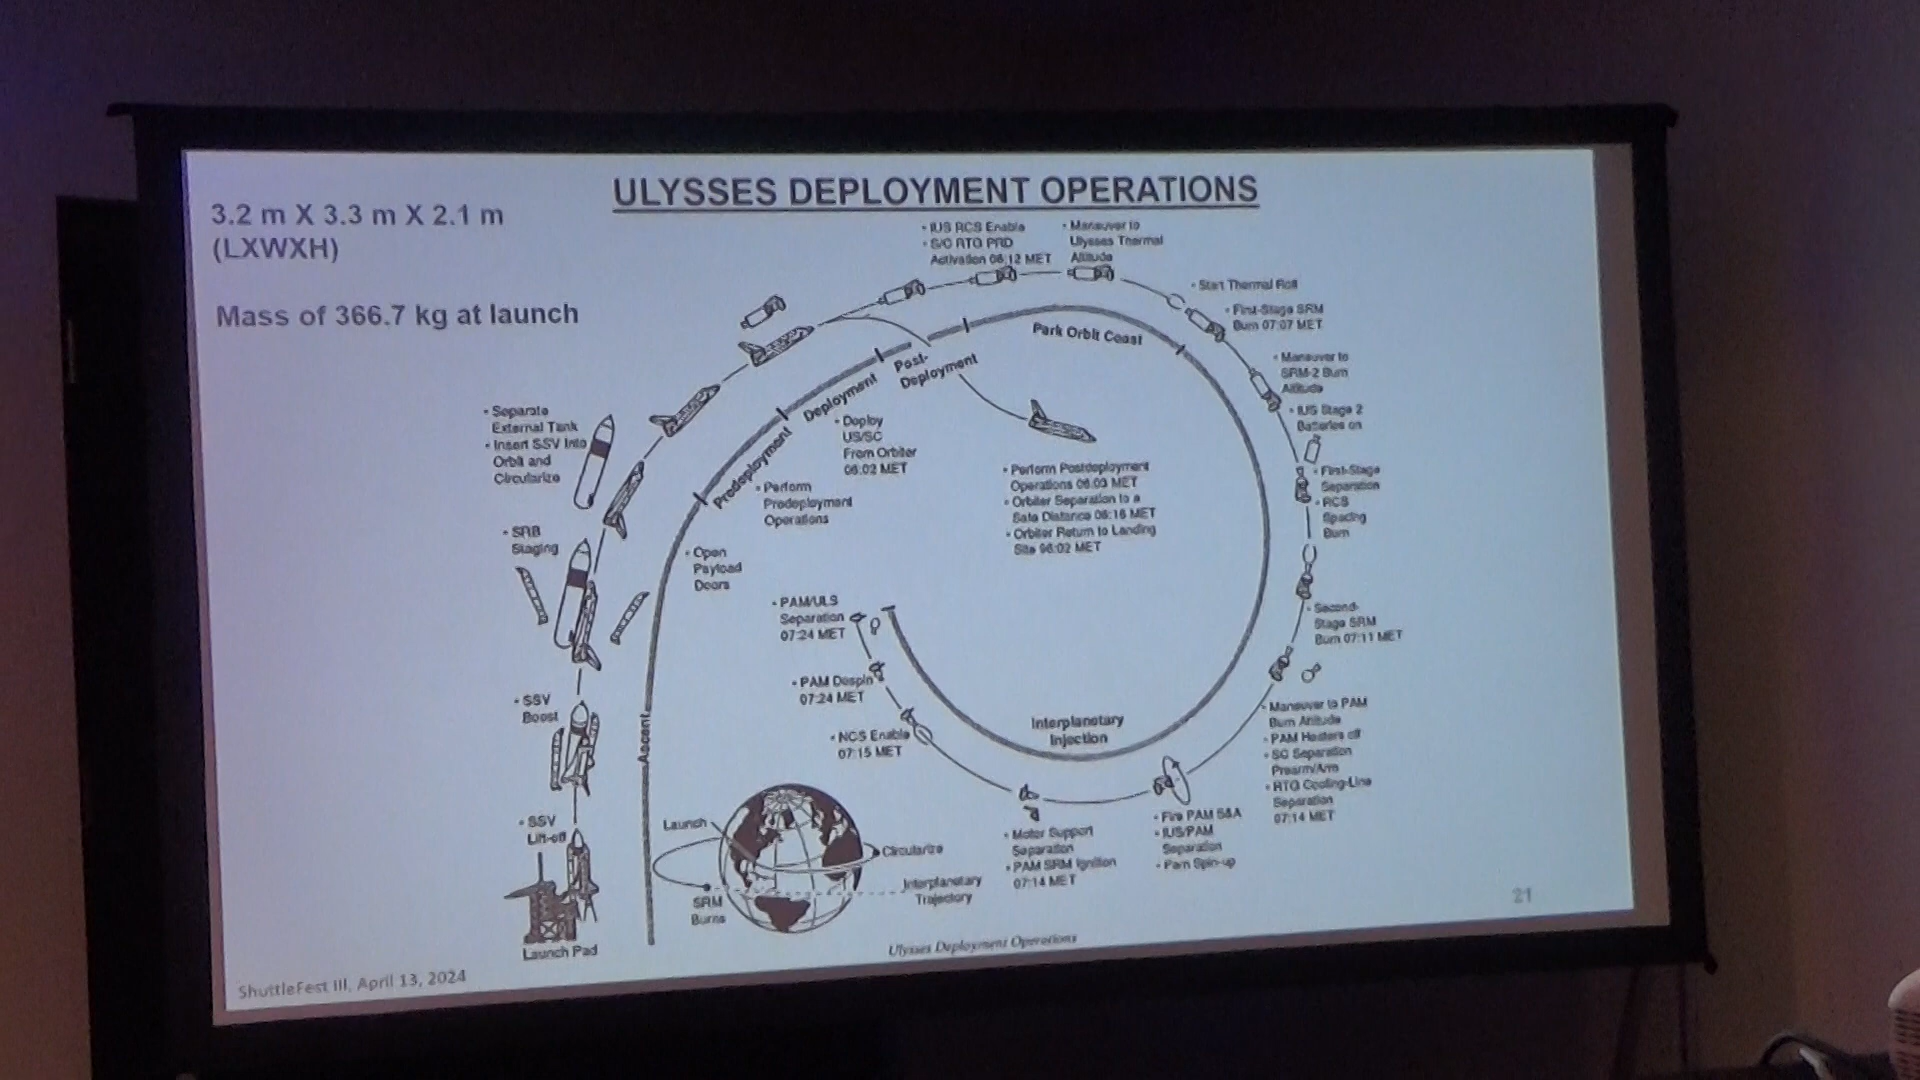 ULYSSES DEPLOYMENT OPERATIONS
3.2 m X 3.3 m X 2.1 m
(LXWXH)
Mass of 366.7 kg at launch
• IUS RCS Enable
• S/C RTG PRD
Activation 06:12 MET
• Maneuver to
Ulysses Thermal
Attitude
• Start Thermal Roll
• First-Stage SRM
Burn 07:07 MET
• Maneuver to
SRM-2 Burn
Attitude
• IUS Stage 2
Batteries on
• First-Stage
Separation
• RCS
Spacing
Burn
• Second-
Stage SRM
Burn 07:11 MET
• Maneuver to PAM
Burn Attitude
• PAM Heaters off
• SC Separation
Prearm/Arm
• RTG Cooling-Line
Separation
07:14 MET
• Fire PAM S&A
• IUS/PAM
Separation
• Pam Spin-up
• Motor Support
Separation
• PAM SRM Ignition
07:14 MET
• NCS Enable
07:15 MET
• PAM Despin
07:24 MET
• PAM/ULS
Separation
07:24 MET
Park Orbit Coast
Post-
Deployment
Deployment
Predeployment
Ascent
Interplanetary
Injection
• Separate
External Tank
• Insert SSV Into
Orbit and
Circularize
• SRB
Staging
• SSV
Boost
• SSV
Lift-off
Launch Pad
• Open
Payload
Doors
• Perform
Predeployment
Operations
• Deploy
US/SC
From Orbiter
06:02 MET
• Perform Postdeployment
Operations 06:03 MET
• Orbiter Separation to a
Safe Distance 06:16 MET
• Orbiter Return to Landing
Site 96:02 MET
Launch
Circularize
Interplanetary
Trajectory
SRM
Burns
Ulysses Deployment Operations
21
ShuttleFest III, April 13, 2024